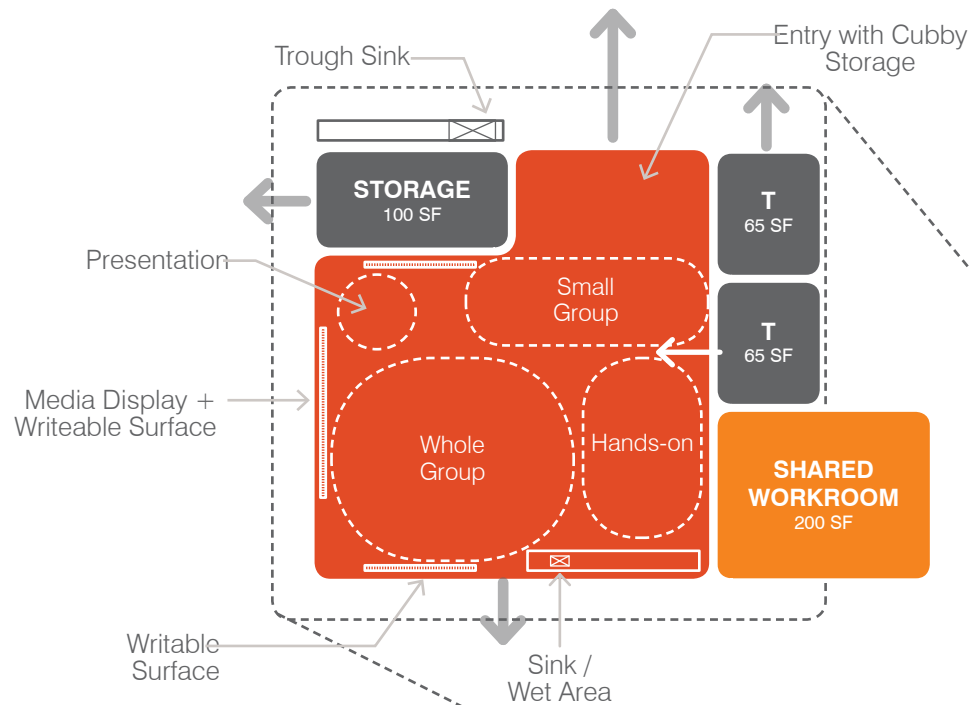 Trough Sink
Entry with Cubby
Storage
STORAGE
100 SF
T
65 SF
Presentation
Small
Group
T
65 SF
Media Display +
Writeable Surface
Whole
Group
Hands-on
SHARED
WORKROOM
200 SF
Writable
Surface
Sink /
Wet Area